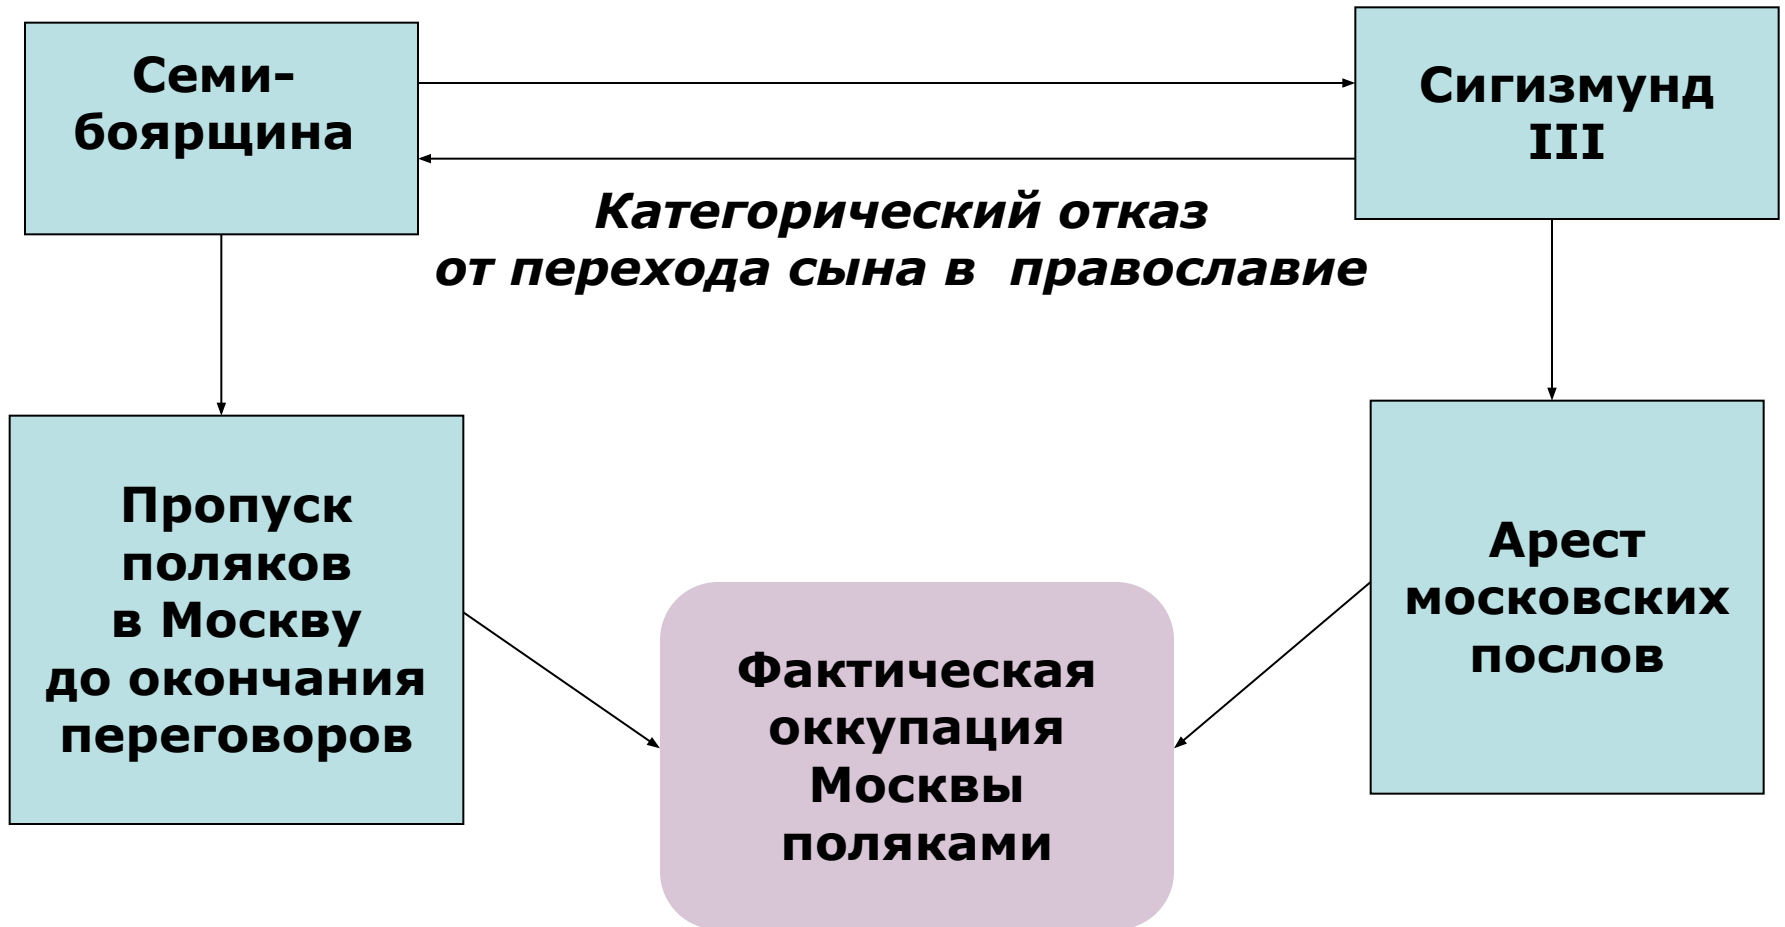 Семи-
боярщина
Сигизмунд
III
Категорический отказ
от перехода сына в православие
Пропуск
поляков
в Москву
до окончания
переговоров
Арест
московских
послов
Фактическая
оккупация
Москвы
поляками